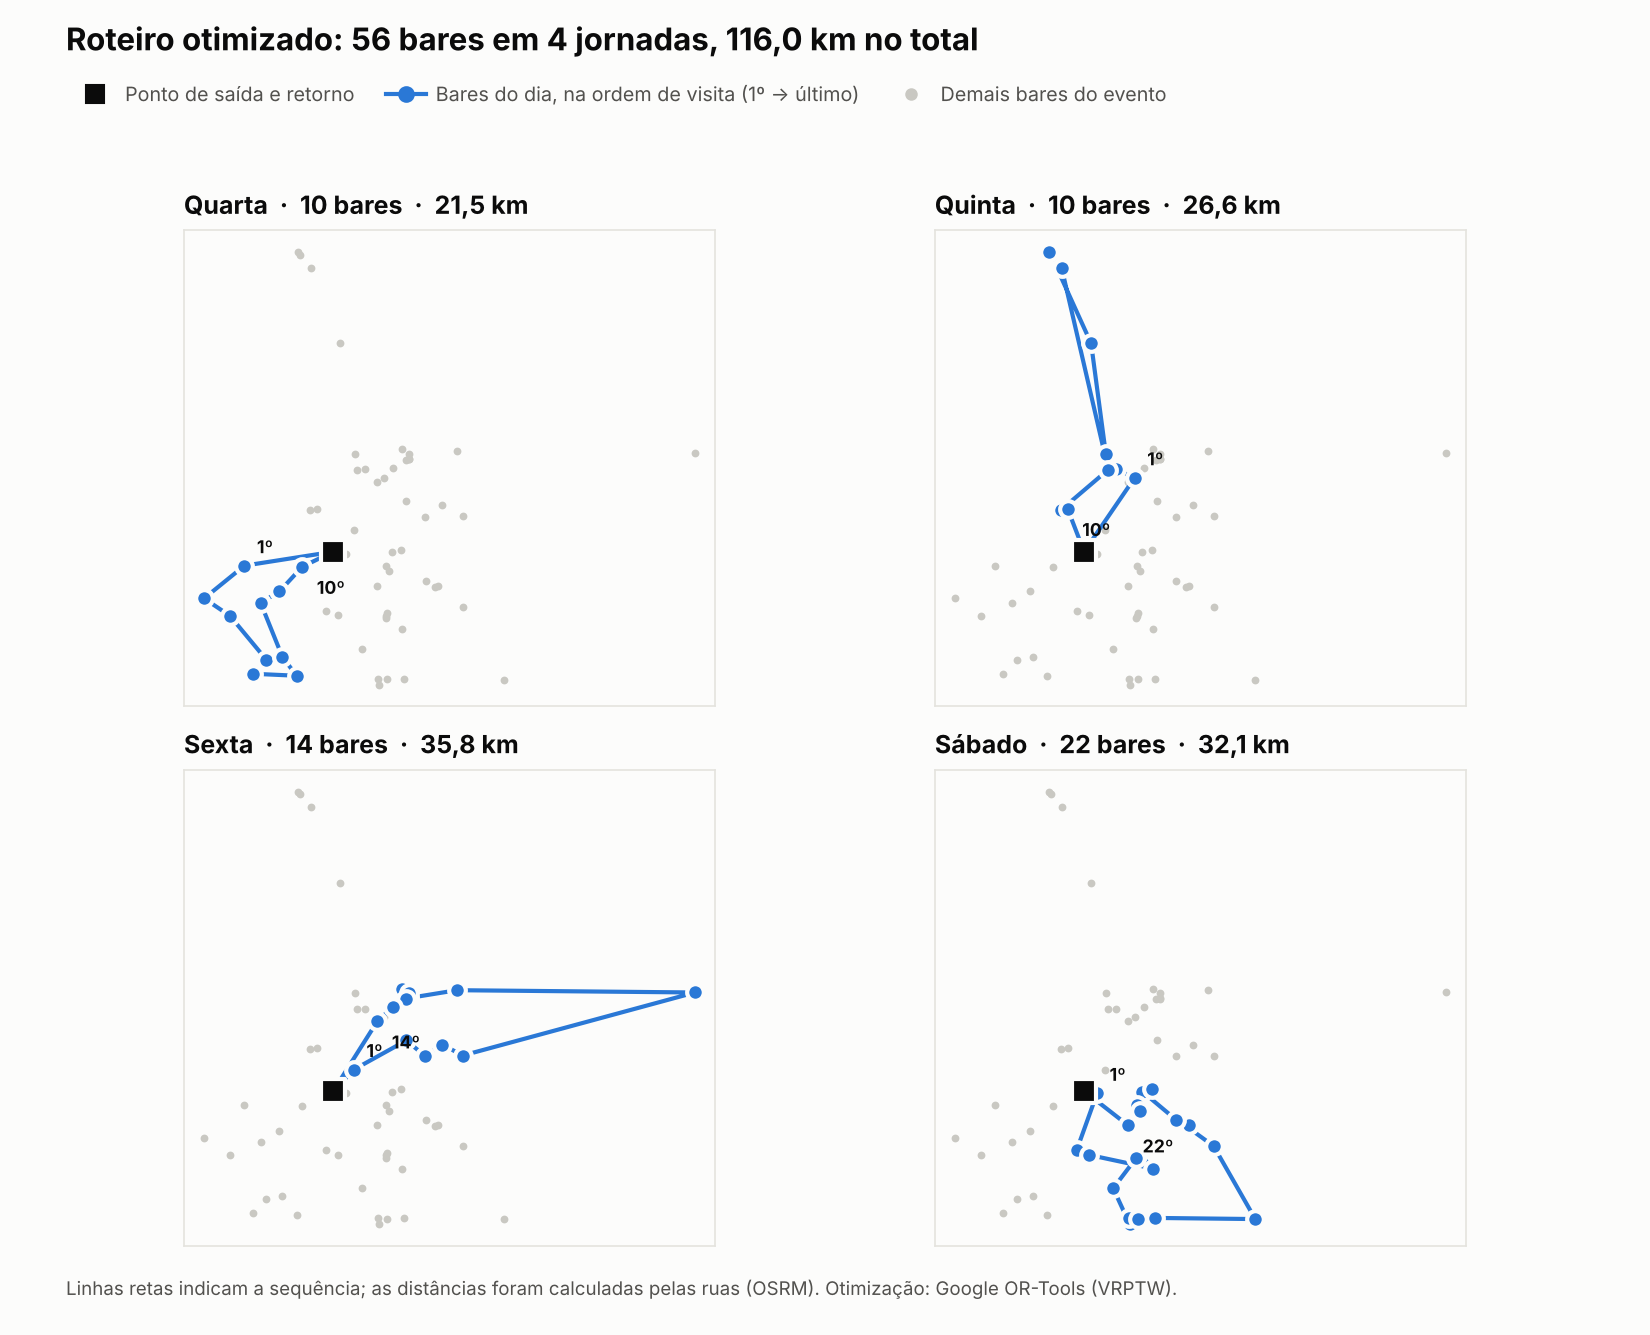 Roteiro otimizado: 56 bares em 4 jornadas, 116,0 km no total
Ponto de saída e retorno
Bares do dia, na ordem de visita (1º → último)
Demais bares do evento
Quarta · 10 bares · 21,5 km
1º
10º
Quinta · 10 bares · 26,6 km
1º
10º
Sexta · 14 bares · 35,8 km
1º
14º
Sábado · 22 bares · 32,1 km
1º
22º
Linhas retas indicam a sequência; as distâncias foram calculadas pelas ruas (OSRM). Otimização: Google OR-Tools (VRPTW).